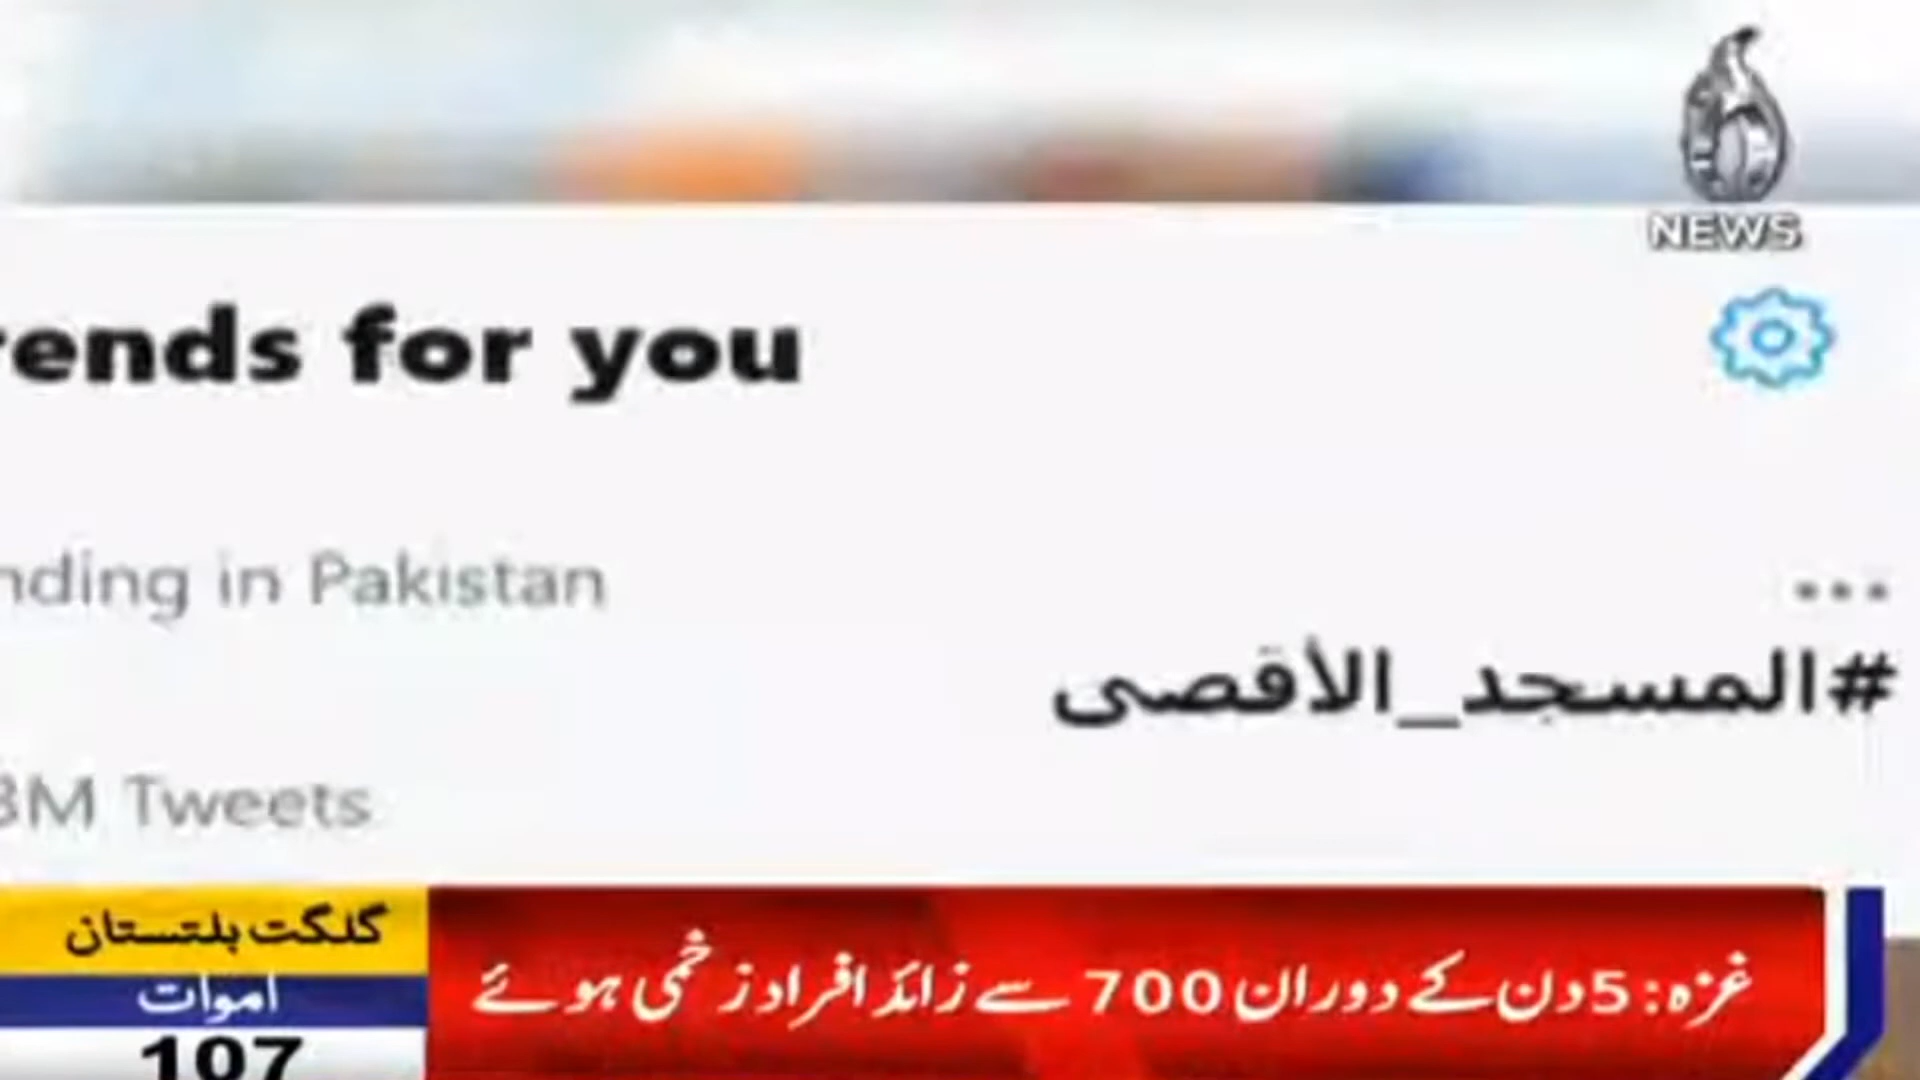 NEWS
rends for you
nding in Pakistan
#المسجد_الأقصى
3M Tweets
گلگت بلتستان
اموات
107
غزہ: 5 دن کے دوران 700 سے زائد افراد زخمی ہوئے